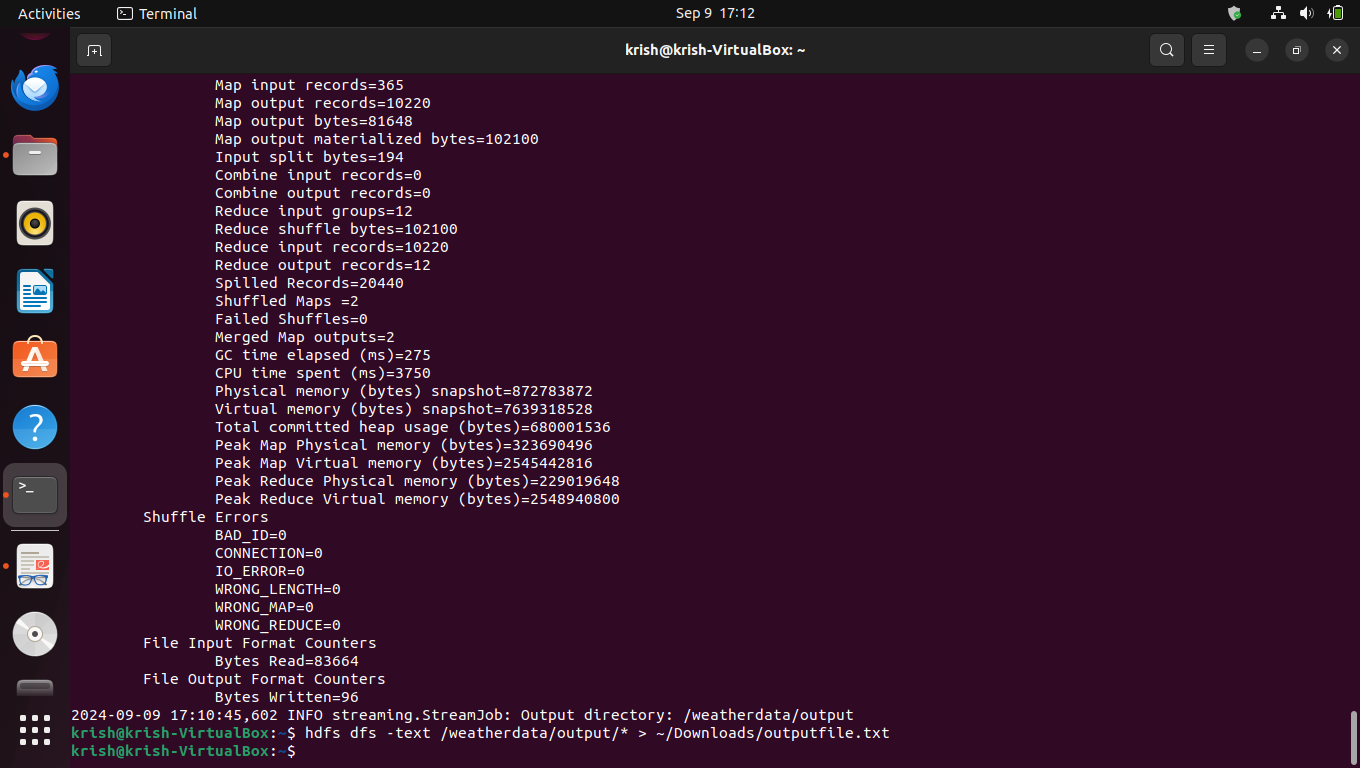 Activities
Terminal
Sep 9 17:12
krish@krish-VirtualBox: ~
Map input records=365
Map output records=10220
Map output bytes=81648
Map output materialized bytes=102100
Input split bytes=194
Combine input records=0
Combine output records=0
Reduce input groups=12
Reduce shuffle bytes=102100
Reduce input records=10220
Reduce output records=12
Spilled Records=20440
Shuffled Maps =2
Failed Shuffles=0
Merged Map outputs=2
GC time elapsed (ms)=275
CPU time spent (ms)=3750
Physical memory (bytes) snapshot=872783872
Virtual memory (bytes) snapshot=7639318528
Total committed heap usage (bytes)=680001536
Peak Map Physical memory (bytes)=323690496
Peak Map Virtual memory (bytes)=2545442816
Peak Reduce Physical memory (bytes)=229019648
Peak Reduce Virtual memory (bytes)=2548940800
Shuffle Errors
BAD_ID=0
CONNECTION=0
IO_ERROR=0
WRONG_LENGTH=0
WRONG_MAP=0
WRONG_REDUCE=0
File Input Format Counters
Bytes Read=83664
File Output Format Counters
Bytes Written=96
2024-09-09 17:10:45,602 INFO streaming.StreamJob: Output directory: /weatherdata/output
krish@krish-VirtualBox:~$ hdfs dfs -text /weatherdata/output/* > ~/Downloads/outputfile.txt
krish@krish-VirtualBox:~$